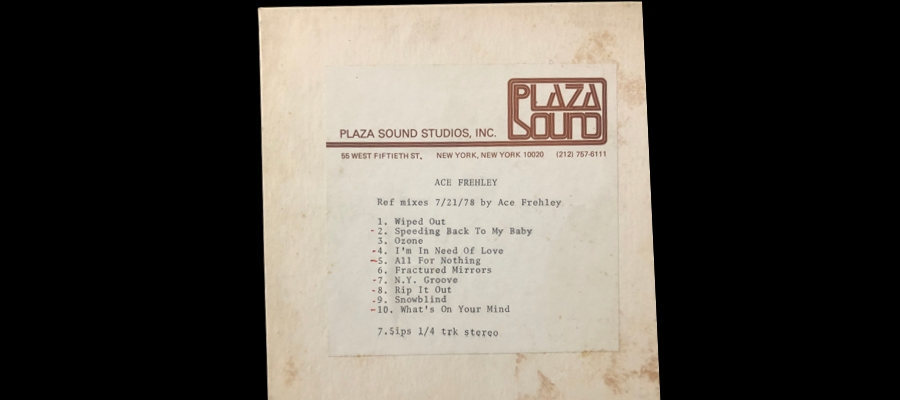 PLAZA
SOUND
PLAZA SOUND STUDIOS, INC.
55 WEST FIFTIETH ST. NEW YORK, NEW YORK 10020 (212) 757-6111
ACE FREHLEY
Ref mixes 7/21/78 by Ace Frehley
1. Wiped Out
-2. Speeding Back To My Baby
3. Ozone
-4. I'm In Need Of Love
-5. All For Nothing
6. Fractured Mirrors
-7. N.Y. Groove
-8. Rip It Out
-9. Snowblind
-10. What's On Your Mind
7.5ips 1/4 trk stereo